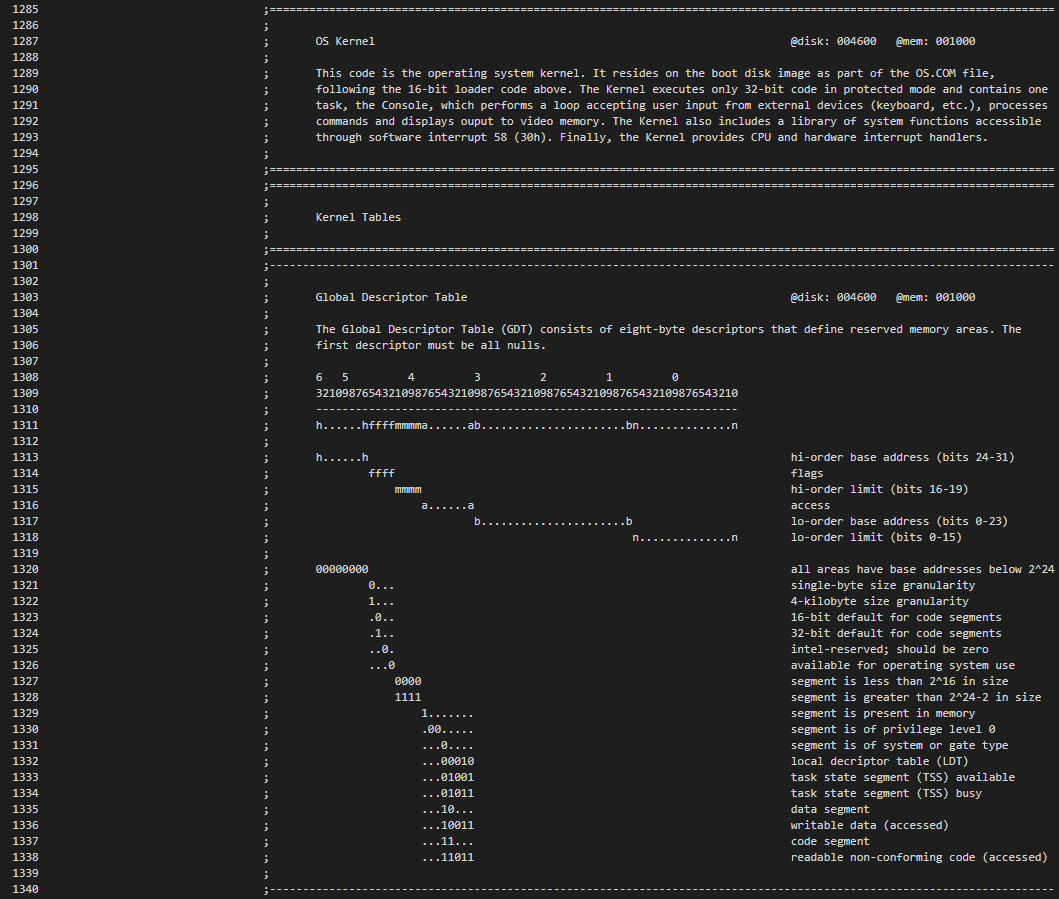 1285 ;=======================================================================================================================
1286 ;
1287 ;       OS Kernel                                                               @disk: 004600   @mem: 001000
1288 ;
1289 ;       This code is the operating system kernel. It resides on the boot disk image as part of the OS.COM file,
1290 ;       following the 16-bit loader code above. The Kernel executes only 32-bit code in protected mode and contains one
1291 ;       task, the Console, which performs a loop accepting user input from external devices (keyboard, etc.), processes
1292 ;       commands and displays ouput to video memory. The Kernel also includes a library of system functions accessible
1293 ;       through software interrupt 58 (30h). Finally, the Kernel provides CPU and hardware interrupt handlers.
1294 ;
1295 ;=======================================================================================================================
1296 ;=======================================================================================================================
1297 ;
1298 ;       Kernel Tables
1299 ;
1300 ;=======================================================================================================================
1301 ;-----------------------------------------------------------------------------------------------------------------------
1302 ;
1303 ;       Global Descriptor Table                                                 @disk: 004600   @mem: 001000
1304 ;
1305 ;       The Global Descriptor Table (GDT) consists of eight-byte descriptors that define reserved memory areas. The
1306 ;       first descriptor must be all nulls.
1307 ;
1308 ;       6   5         4         3         2         1         0
1309 ;       3210987654321098765432109876543210987654321098765432109876543210
1310 ;       ----------------------------------------------------------------
1311 ;       h......hffffmmmma......ab......................bn..............n
1312 ;
1313 ;       h......h                                                                hi-order base address (bits 24-31)
1314 ;               ffff                                                            flags
1315 ;                   mmmm                                                        hi-order limit (bits 16-19)
1316 ;                       a......a                                                access
1317 ;                               b......................b                        lo-order base address (bits 0-23)
1318 ;                                                       n..............n        lo-order limit (bits 0-15)
1319 ;
1320 ;       00000000                                                                all areas have base addresses below 2^24
1321 ;               0...                                                            single-byte size granularity
1322 ;               1...                                                            4-kilobyte size granularity
1323 ;               .0..                                                            16-bit default for code segments
1324 ;               .1..                                                            32-bit default for code segments
1325 ;               ..0.                                                            intel-reserved; should be zero
1326 ;               ...0                                                            available for operating system use
1327 ;                   0000                                                        segment is less than 2^16 in size
1328 ;                   1111                                                        segment is greater than 2^24-2 in size
1329 ;                       1.......                                                segment is present in memory
1330 ;                       .00.....                                                segment is of privilege level 0
1331 ;                       ...0....                                                segment is of system or gate type
1332 ;                       ...00010                                                local decriptor table (LDT)
1333 ;                       ...01001                                                task state segment (TSS) available
1334 ;                       ...01011                                                task state segment (TSS) busy
1335 ;                       ...10...                                                data segment
1336 ;                       ...10011                                                writable data (accessed)
1337 ;                       ...11...                                                code segment
1338 ;                       ...11011                                                readable non-conforming code (accessed)
1339 ;
1340 ;-----------------------------------------------------------------------------------------------------------------------